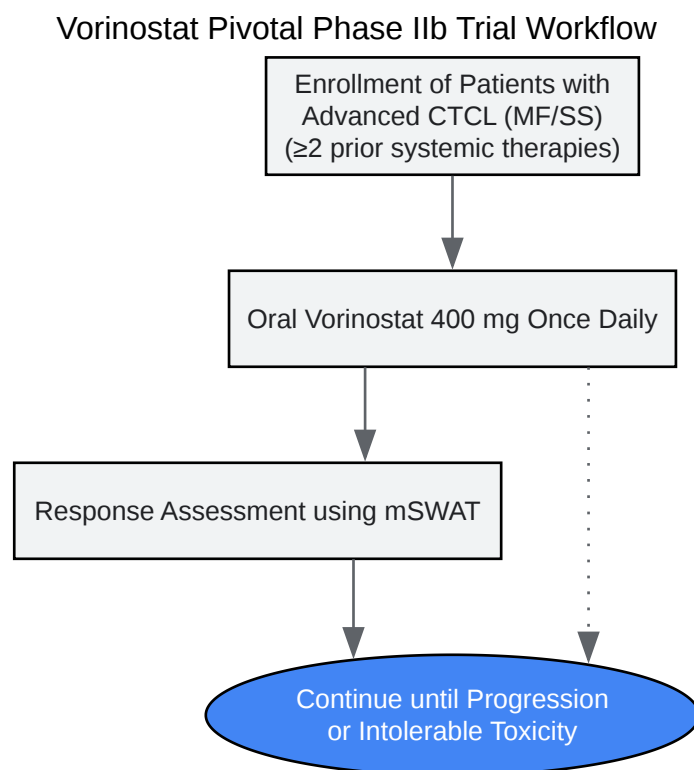 Vorinostat Pivotal Phase IIb Trial Workflow
Enrollment of Patients with
Advanced CTCL (MF/SS)
(≥2 prior systemic therapies)
Oral Vorinostat 400 mg Once Daily
Response Assessment using mSWAT
Continue until Progression
or Intolerable Toxicity